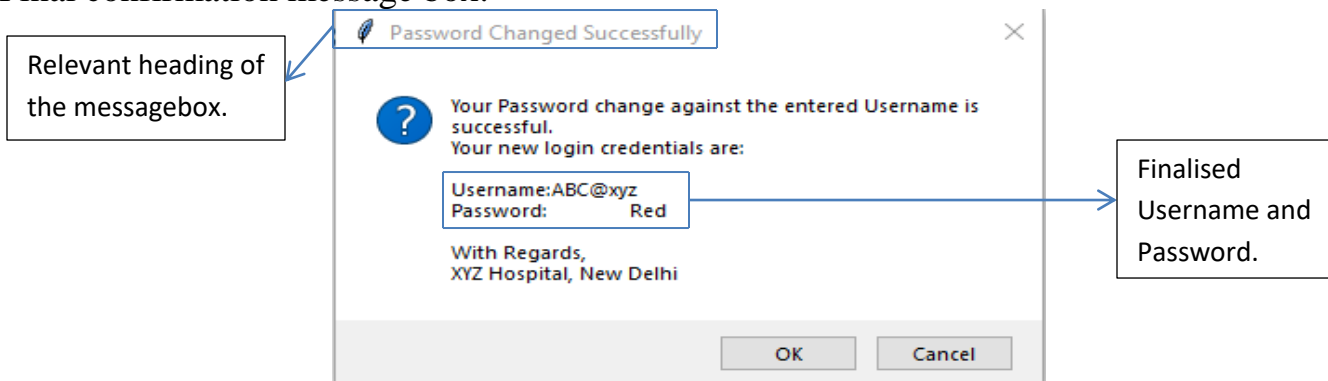 Final confirmation message box.
Relevant heading of
the messagebox.
Password Changed Successfully
Your Password change against the entered Username is
successful.
Your new login credentials are:
Username:ABC@xyz
Password: Red
With Regards,
XYZ Hospital, New Delhi
OK Cancel
Finalised
Username and
Password.